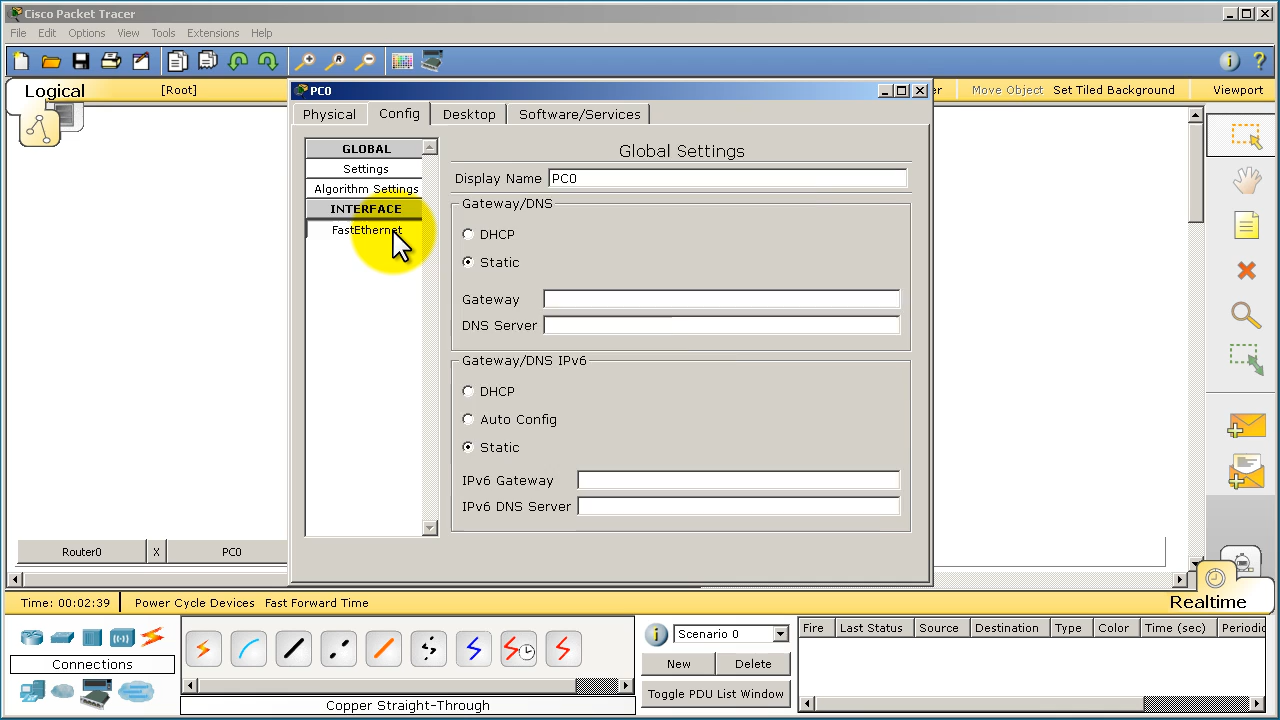 Cisco Packet Tracer
File Edit Options View Tools Extensions Help
Logical [Root] Move Object Set Tiled Background Viewport
PC0
Physical Config Desktop Software/Services
GLOBAL
Settings
Algorithm Settings
INTERFACE
FastEthernet
Global Settings
Display Name PC0
Gateway/DNS
DHCP
Static
Gateway
DNS Server
Gateway/DNS IPv6
DHCP
Auto Config
Static
IPv6 Gateway
IPv6 DNS Server
Router0 X PC0
Time: 00:02:39 Power Cycle Devices Fast Forward Time
Realtime
Connections
Copper Straight-Through
Scenario 0
New Delete
Toggle PDU List Window
Fire Last Status Source Destination Type Color Time (sec) Periodic